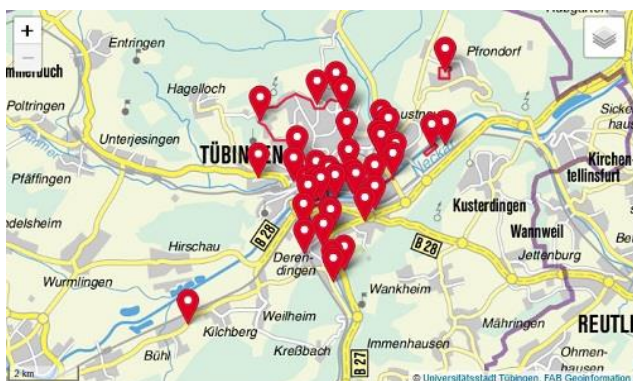 +
−
Entringen
Pfrondorf
Hagelloch
Poltringen
Unterjesingen
TÜBINGEN
Neckar
Kirchen-
tellinsfurt
Pfäffingen
Kusterdingen
Wannweil
Hirschau
B 28
B 28
Jettenburg
Deren-
dingen
Wurmlingen
Wankheim
Weilheim
Mähringen
REUTL
Kilchberg
Bühl
Kreßbach
B 27
Immenhausen
Ohmen-
hausen
2 km
© Universitätsstadt Tübingen, FAB Geoinformation